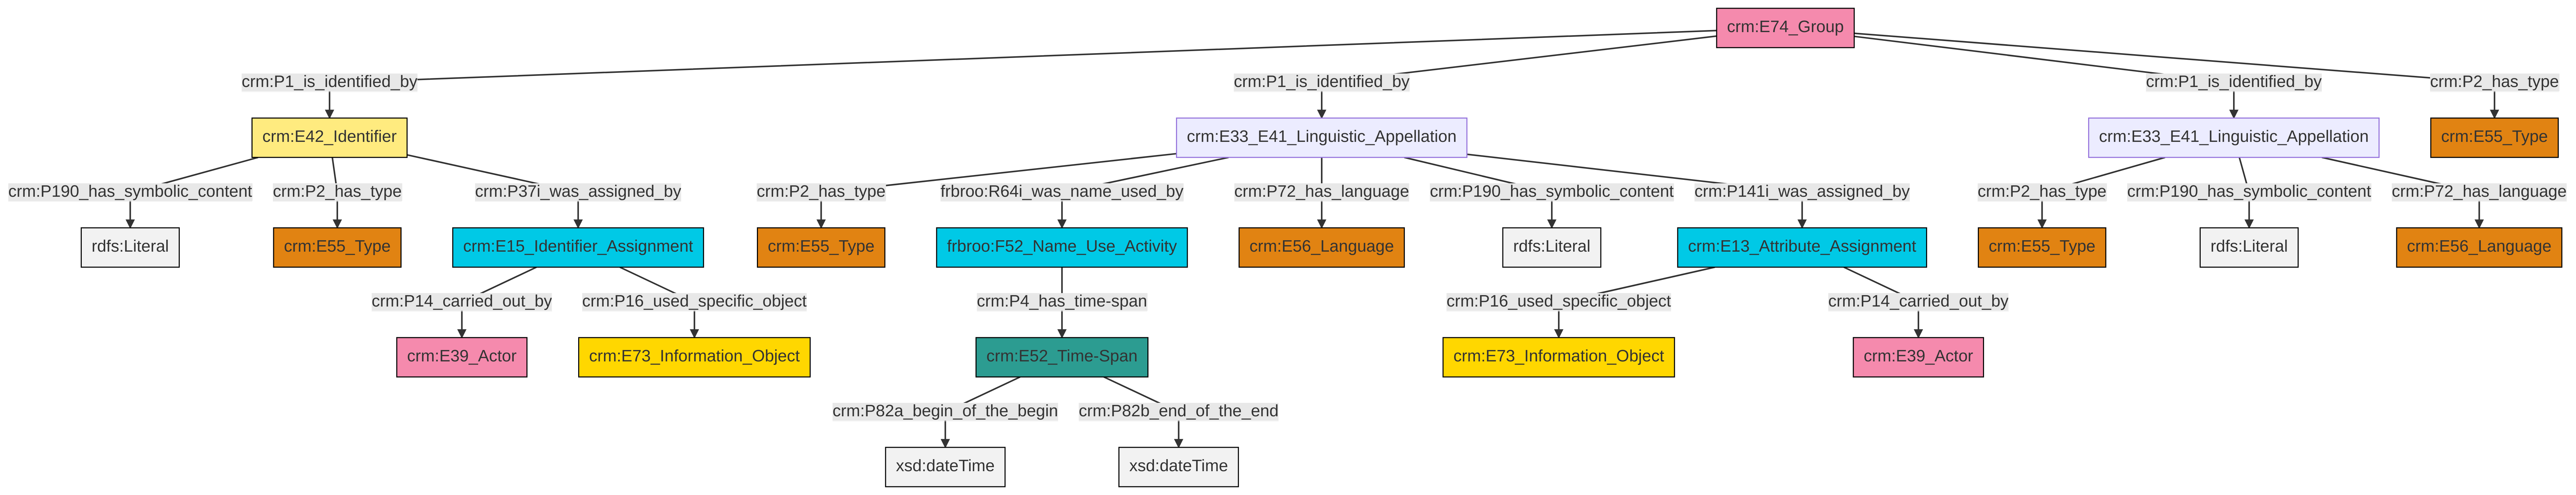 crm:E74_Group
crm:P1_is_identified_by
crm:P1_is_identified_by
crm:P1_is_identified_by
crm:P2_has_type
crm:E42_Identifier
crm:E33_E41_Linguistic_Appellation
crm:E33_E41_Linguistic_Appellation
crm:E55_Type
crm:P190_has_symbolic_content
crm:P2_has_type
crm:P37i_was_assigned_by
crm:P2_has_type
frbroo:R64i_was_name_used_by
crm:P72_has_language
crm:P190_has_symbolic_content
crm:P141i_was_assigned_by
crm:P2_has_type
crm:P190_has_symbolic_content
crm:P72_has_language
rdfs:Literal
crm:E55_Type
crm:E15_Identifier_Assignment
crm:E55_Type
frbroo:F52_Name_Use_Activity
crm:E56_Language
rdfs:Literal
crm:E13_Attribute_Assignment
crm:E55_Type
rdfs:Literal
crm:E56_Language
crm:P14_carried_out_by
crm:P16_used_specific_object
crm:P4_has_time-span
crm:P16_used_specific_object
crm:P14_carried_out_by
crm:E39_Actor
crm:E73_Information_Object
crm:E52_Time-Span
crm:E73_Information_Object
crm:E39_Actor
crm:P82a_begin_of_the_begin
crm:P82b_end_of_the_end
xsd:dateTime
xsd:dateTime